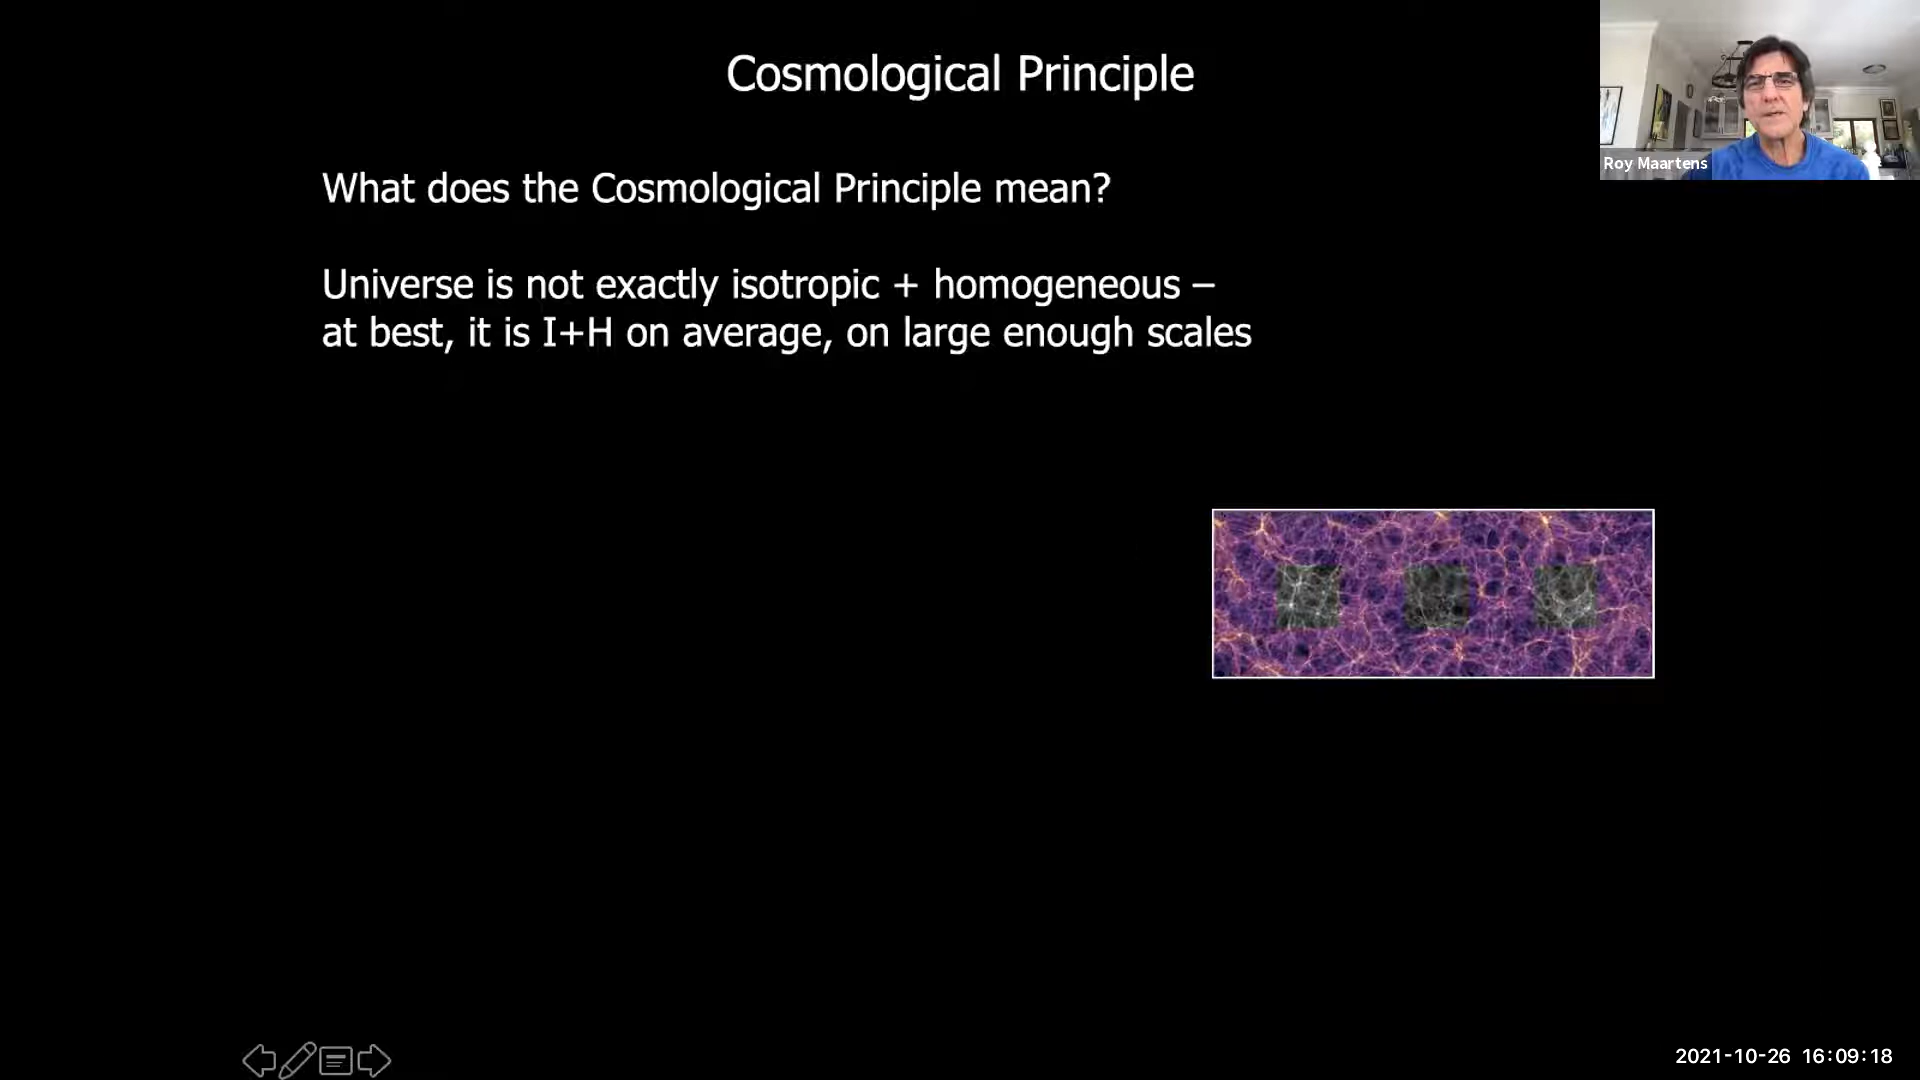 Cosmological Principle
Roy Maartens
What does the Cosmological Principle mean?
Universe is not exactly isotropic + homogeneous –
at best, it is I+H on average, on large enough scales
2021-10-26 16:09:18